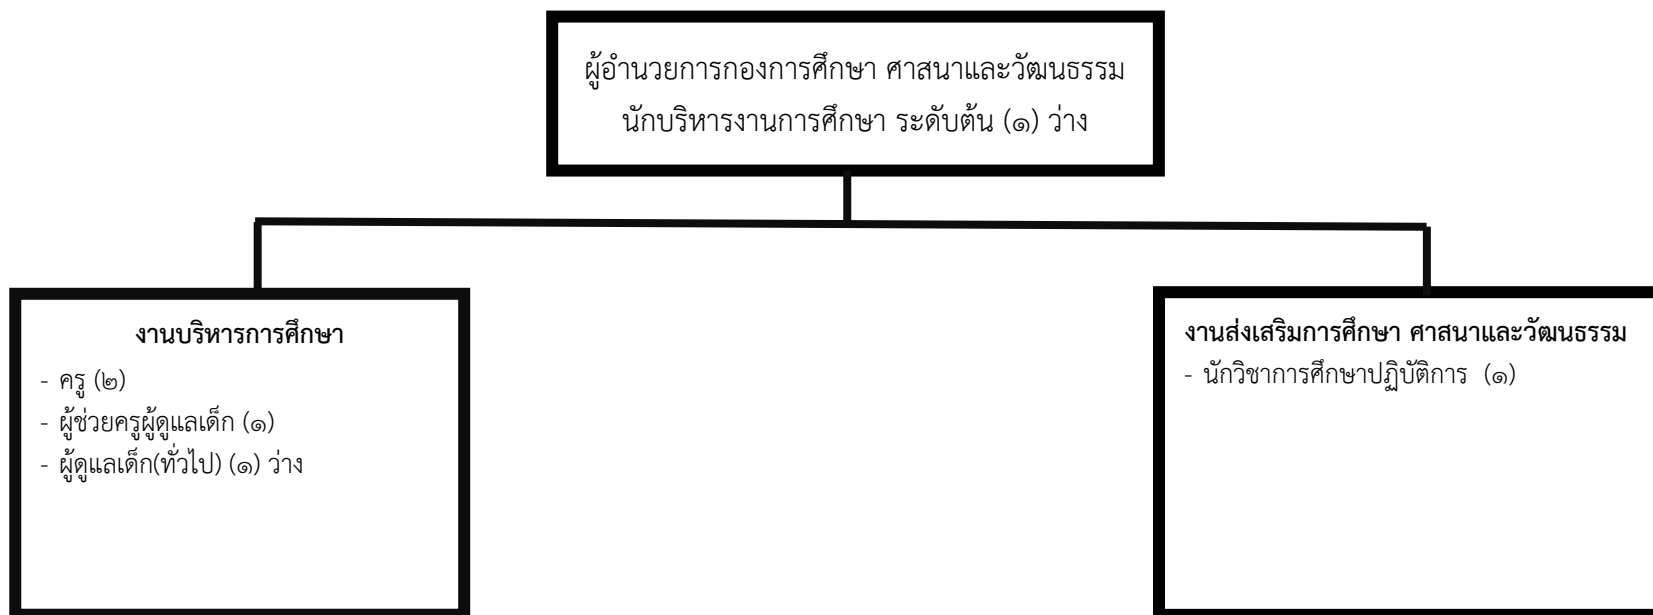 ผู้อำนวยการกองการศึกษา ศาสนาและวัฒนธรรม
นักบริหารงานการศึกษา ระดับต้น (๑) ว่าง
งานบริหารการศึกษา
- ครู (๒)
- ผู้ช่วยครูผู้ดูแลเด็ก (๑)
- ผู้ดูแลเด็ก(ทั่วไป) (๑) ว่าง
งานส่งเสริมการศึกษา ศาสนาและวัฒนธรรม
- นักวิชาการศึกษาปฏิบัติการ (๑)